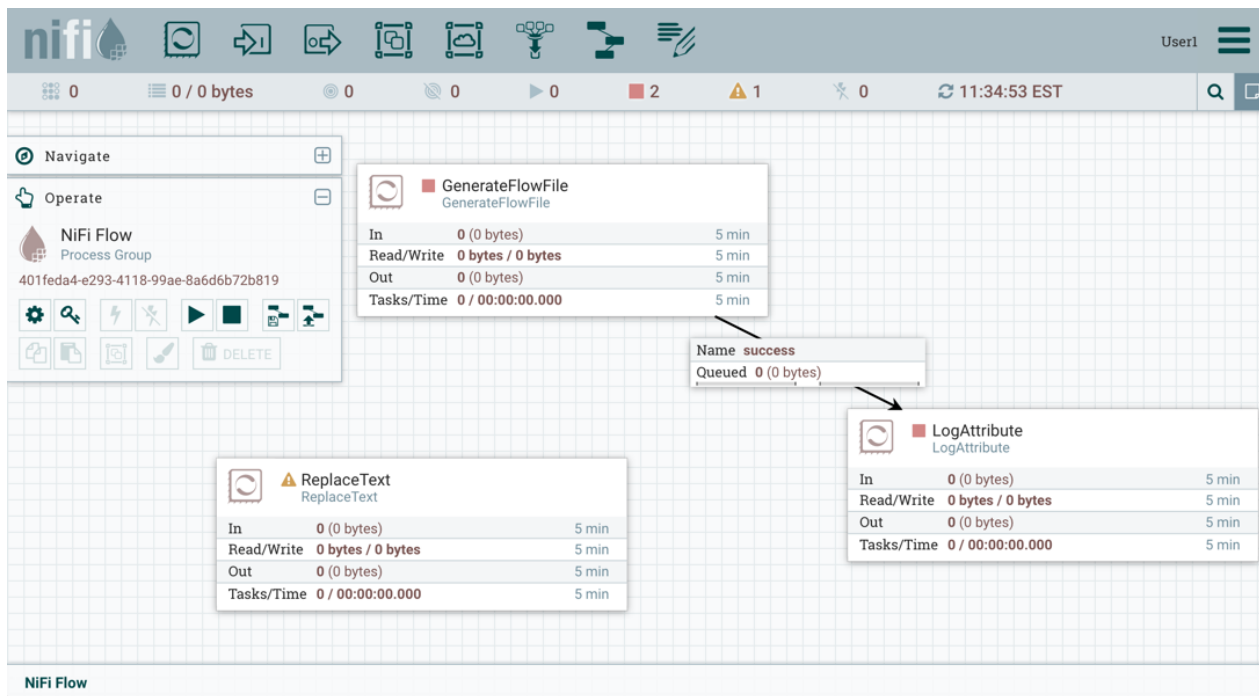 nifi
User1
0
0 / 0 bytes
0
0
0
2
1
0
11:34:53 EST
Navigate
Operate
NiFi Flow
Process Group
401feda4-e293-4118-99ae-8a6d6b72b819
DELETE
GenerateFlowFile
GenerateFlowFile
In 0 (0 bytes) 5 min
Read/Write 0 bytes / 0 bytes 5 min
Out 0 (0 bytes) 5 min
Tasks/Time 0 / 00:00:00.000 5 min
Name success
Queued 0 (0 bytes)
LogAttribute
LogAttribute
In 0 (0 bytes) 5 min
Read/Write 0 bytes / 0 bytes 5 min
Out 0 (0 bytes) 5 min
Tasks/Time 0 / 00:00:00.000 5 min
ReplaceText
ReplaceText
In 0 (0 bytes) 5 min
Read/Write 0 bytes / 0 bytes 5 min
Out 0 (0 bytes) 5 min
Tasks/Time 0 / 00:00:00.000 5 min
NiFi Flow